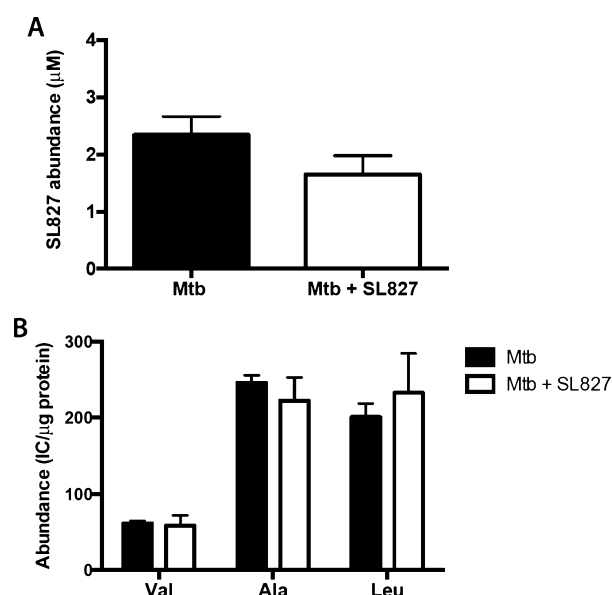 A
SL827 abundance (μM)
4
3
2
1
0
Mtb
Mtb + SL827
B
Abundance (IC/μg protein)
300
200
100
0
Val
Ala
Leu
Mtb
Mtb + SL827